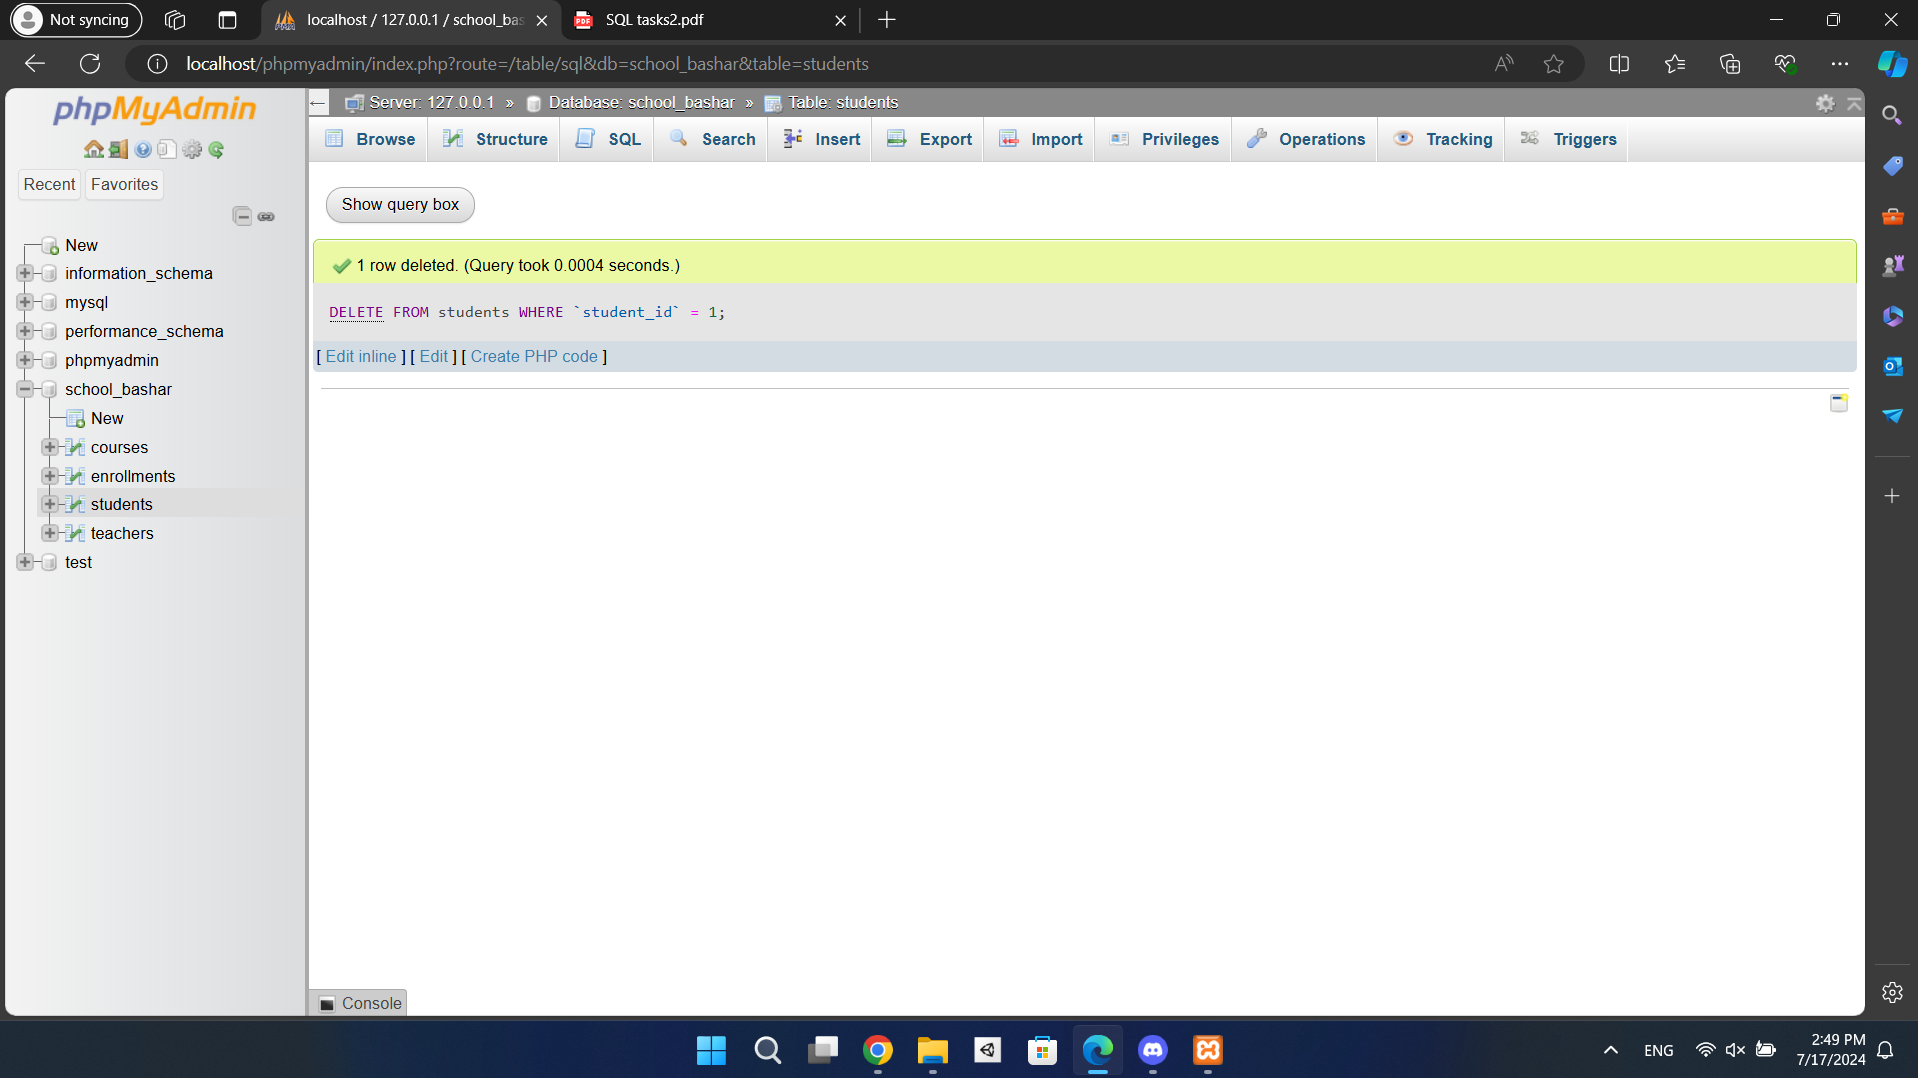 Not syncing
localhost / 127.0.0.1 / school_bas
SQL tasks2.pdf
localhost/phpmyadmin/index.php?route=/table/sql&db=school_bashar&table=students
phpMyAdmin
Server: 127.0.0.1 » Database: school_bashar » Table: students
Browse Structure SQL Search Insert Export Import Privileges Operations Tracking Triggers
Recent Favorites
Show query box
New
information_schema
mysql
performance_schema
phpmyadmin
school_bashar
New
courses
enrollments
students
teachers
test
1 row deleted. (Query took 0.0004 seconds.)
DELETE FROM students WHERE `student_id` = 1;
[ Edit inline ] [ Edit ] [ Create PHP code ]
Console
ENG
2:49 PM
7/17/2024